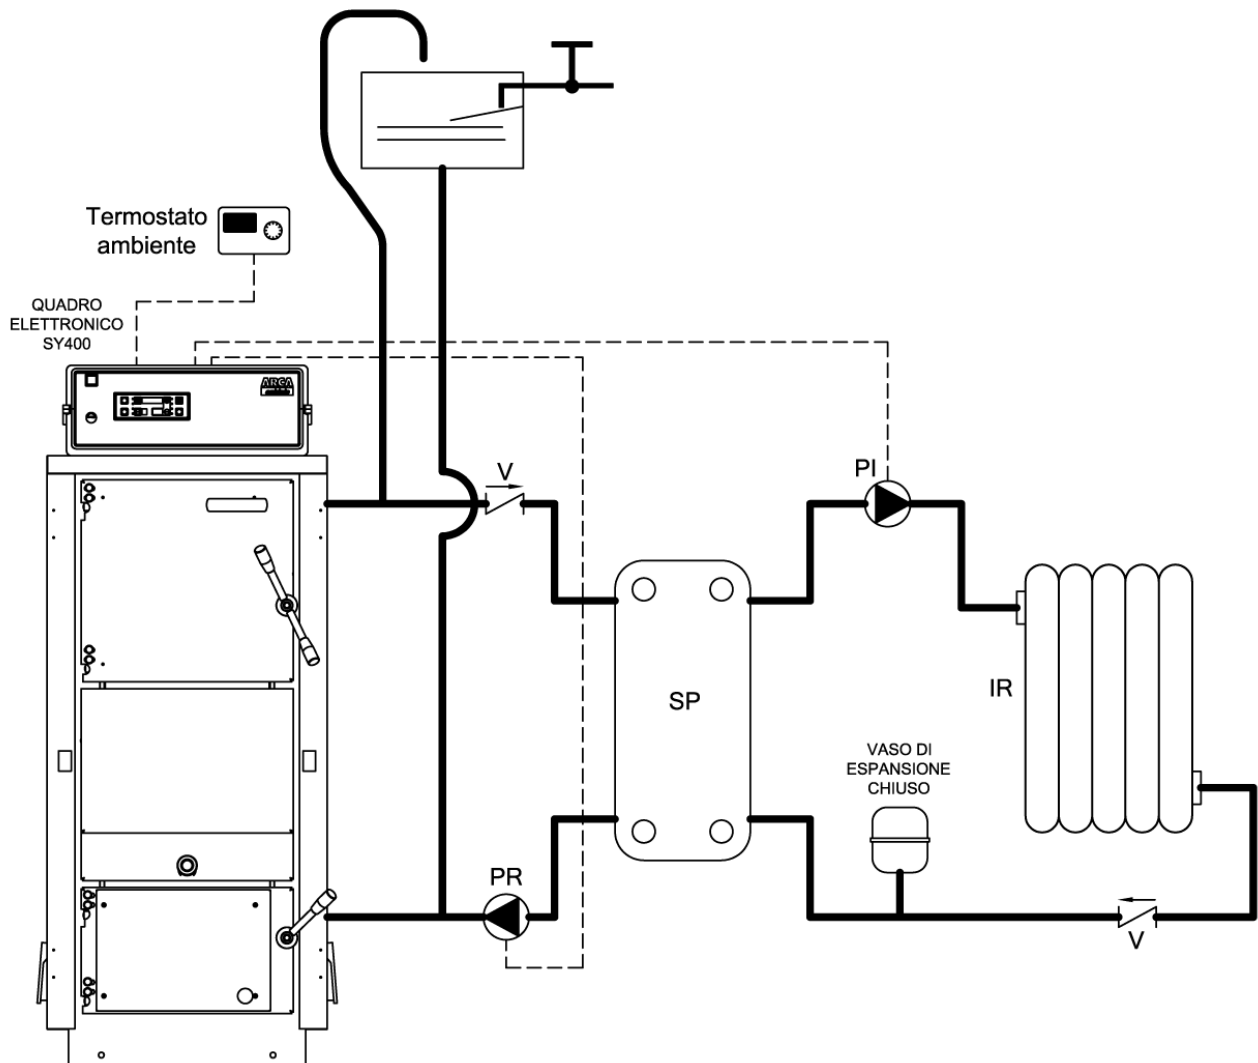 Termostato
ambiente
QUADRO
ELETTRONICO
SY400
ARCA
V
PI
SP
IR
VASO DI
ESPANSIONE
CHIUSO
PR
V